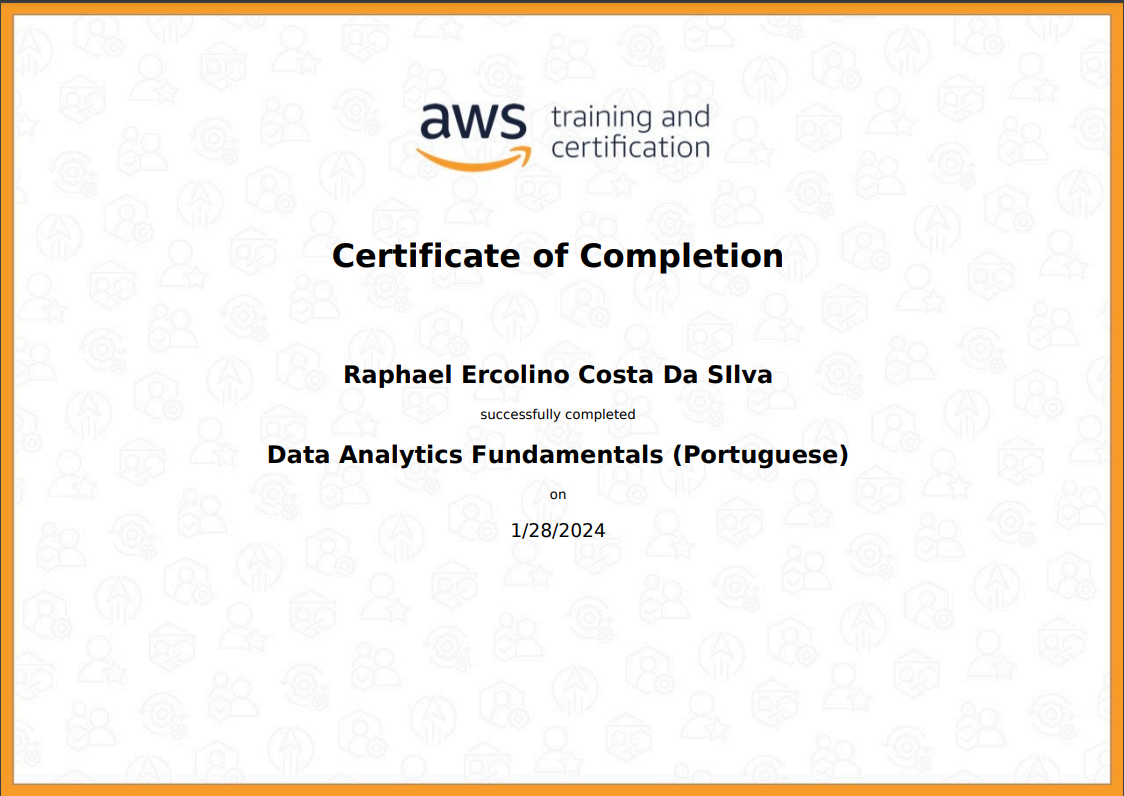 aws training and
certification
Certificate of Completion
Raphael Ercolino Costa Da SIlva
successfully completed
Data Analytics Fundamentals (Portuguese)
on
1/28/2024